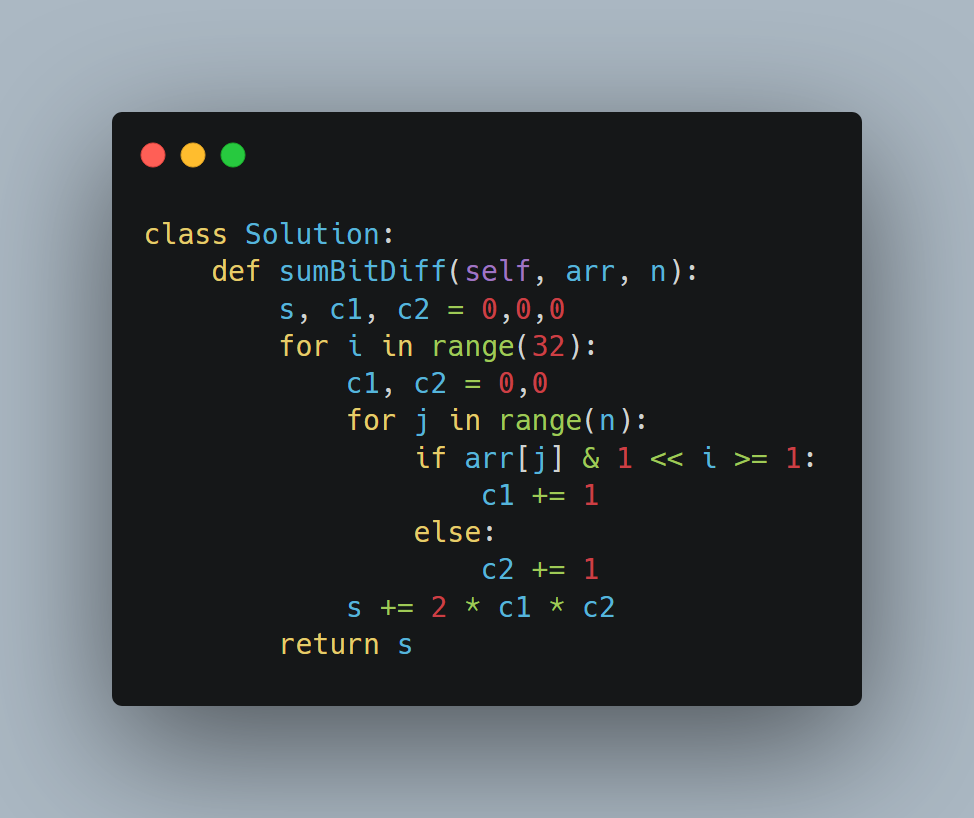 class Solution:
    def sumBitDiff(self, arr, n):
        s, c1, c2 = 0,0,0
        for i in range(32):
            c1, c2 = 0,0
            for j in range(n):
                if arr[j] & 1 << i >= 1:
                    c1 += 1
                else:
                    c2 += 1
            s += 2 * c1 * c2
        return s